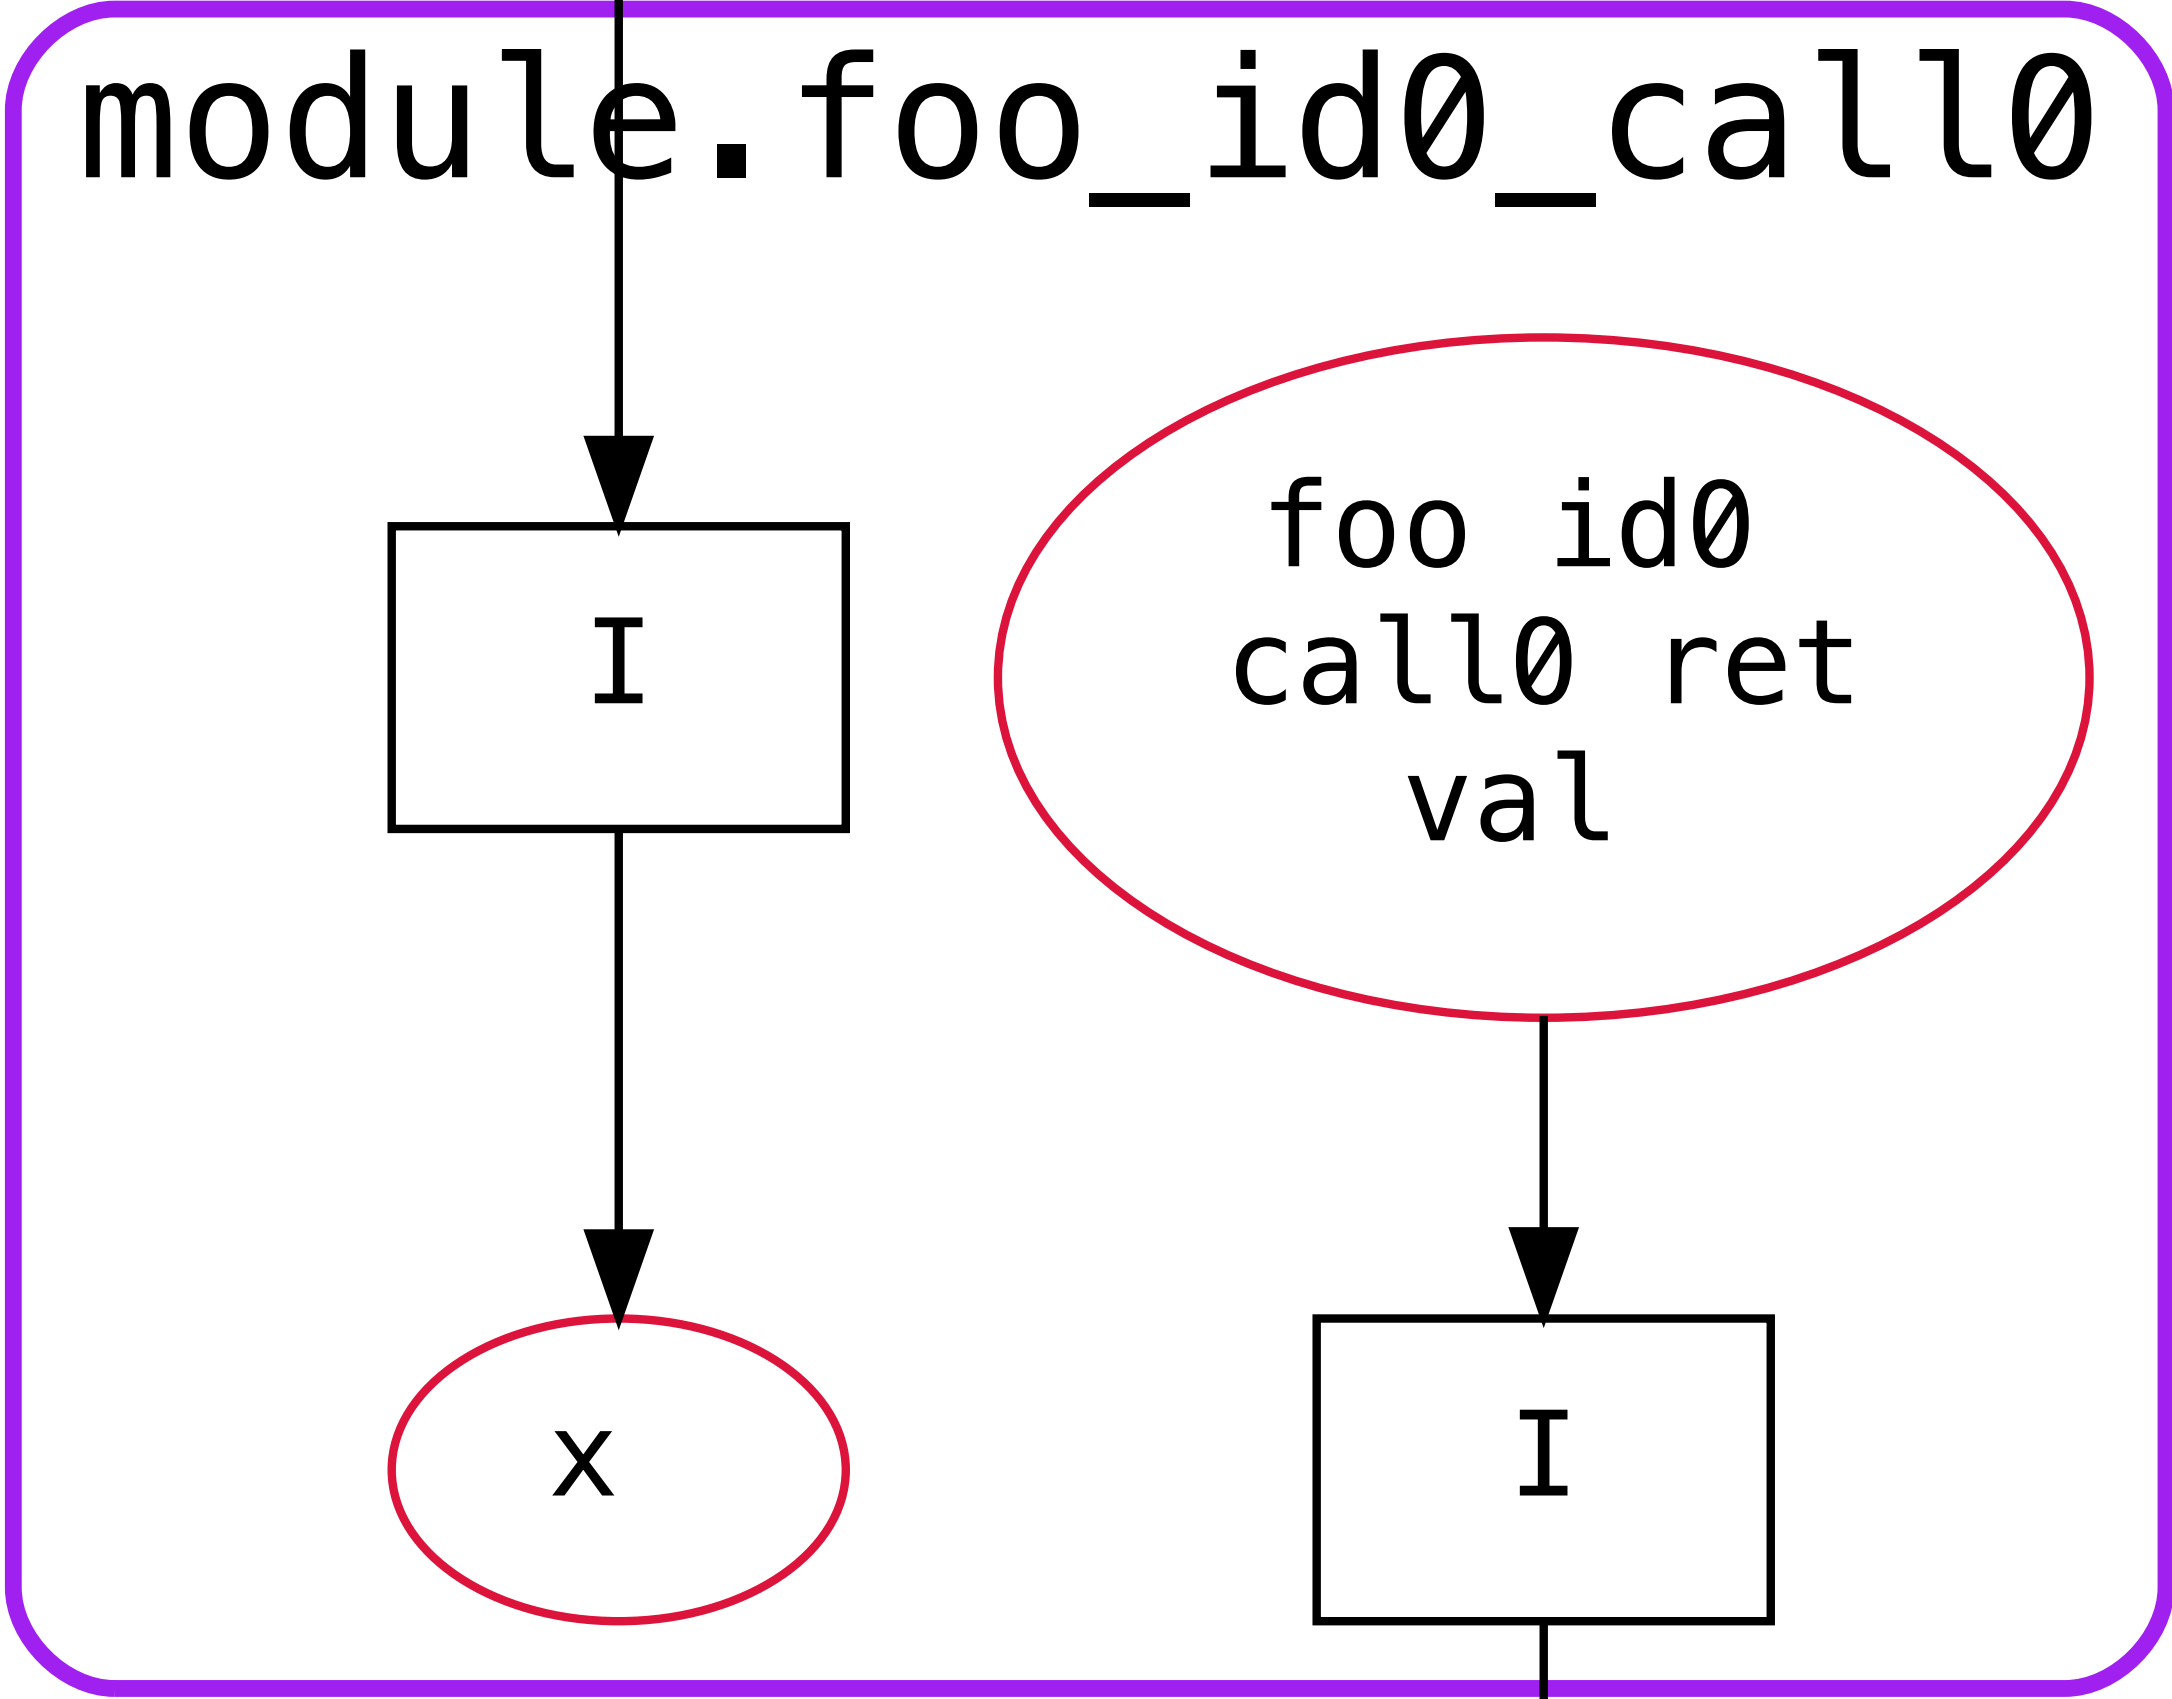 module.foo_id0_call0
I
foo id0
call0 ret
val
x
I